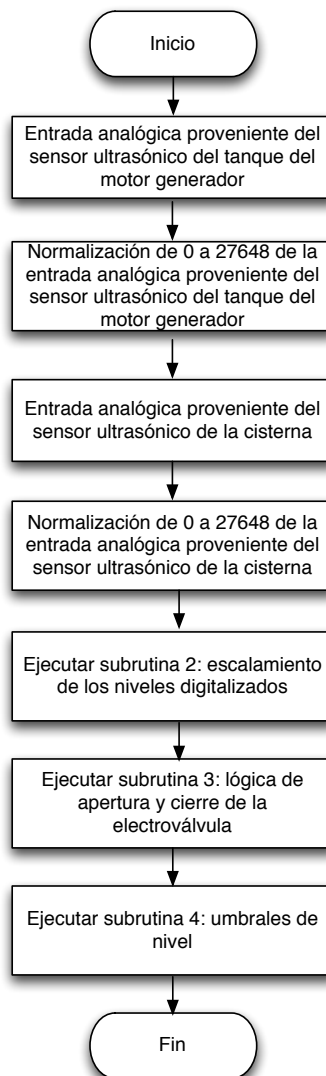 Inicio
Entrada analógica proveniente del
sensor ultrasónico del tanque del
motor generador
Normalización de 0 a 27648 de la
entrada analógica proveniente del
sensor ultrasónico del tanque del
motor generador
Entrada analógica proveniente del
sensor ultrasónico de la cisterna
Normalización de 0 a 27648 de la
entrada analógica proveniente del
sensor ultrasónico de la cisterna
Ejecutar subrutina 2: escalamiento
de los niveles digitalizados
Ejecutar subrutina 3: lógica de
apertura y cierre de la
electroválvula
Ejecutar subrutina 4: umbrales de
nivel
Fin